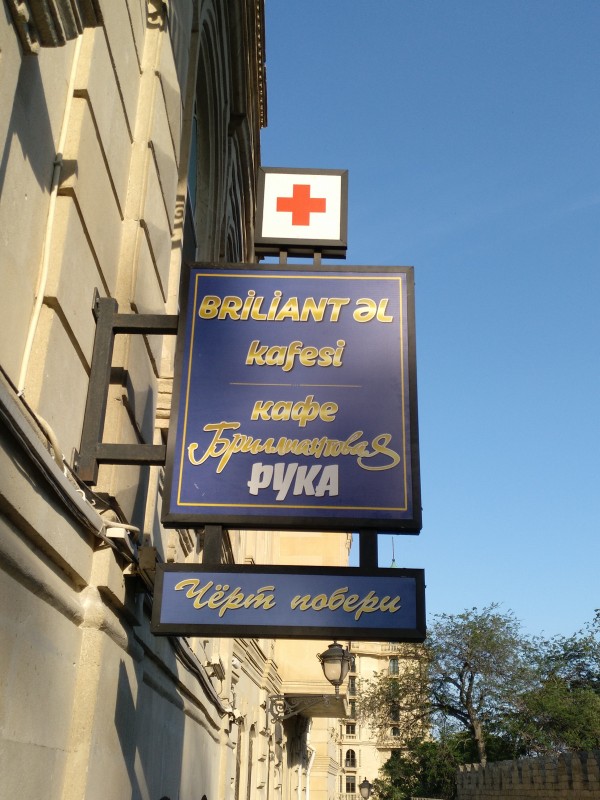 BRİLİANT ƏL
kafesi
кафе
Бриллиантовая
РУКА
Чёрт побери